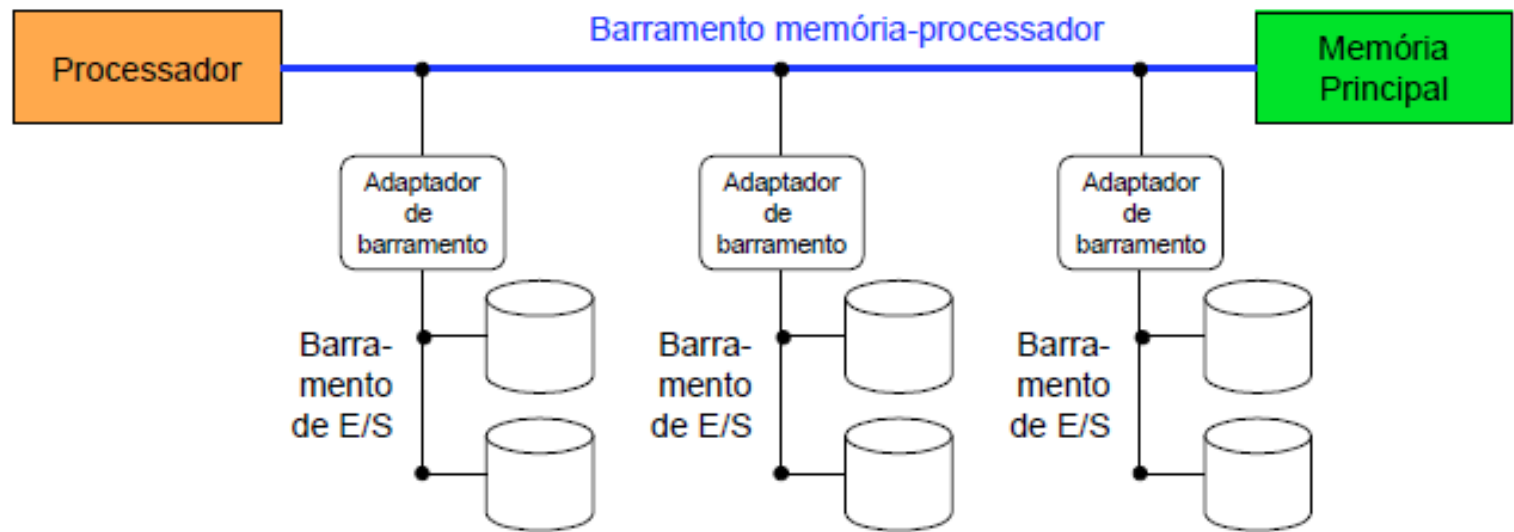 Barramento memória-processador
Processador
Memória
Principal
Adaptador
de
barramento
Adaptador
de
barramento
Adaptador
de
barramento
Barra-
mento
de E/S
Barra-
mento
de E/S
Barra-
mento
de E/S